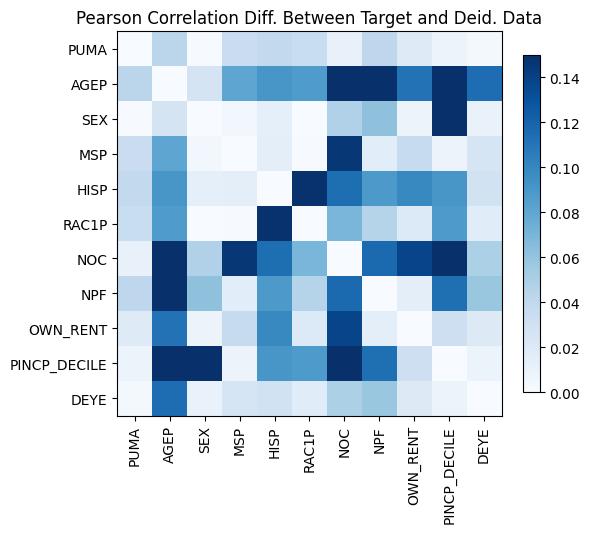 Pearson Correlation Diff. Between Target and Deid. Data
PUMA
AGEP
SEX
MSP
HISP
RAC1P
NOC
NPF
OWN_RENT
PINCP_DECILE
DEYE
PUMA
AGEP
SEX
MSP
HISP
RAC1P
NOC
NPF
OWN_RENT
PINCP_DECILE
DEYE
0.14
0.12
0.10
0.08
0.06
0.04
0.02
0.00